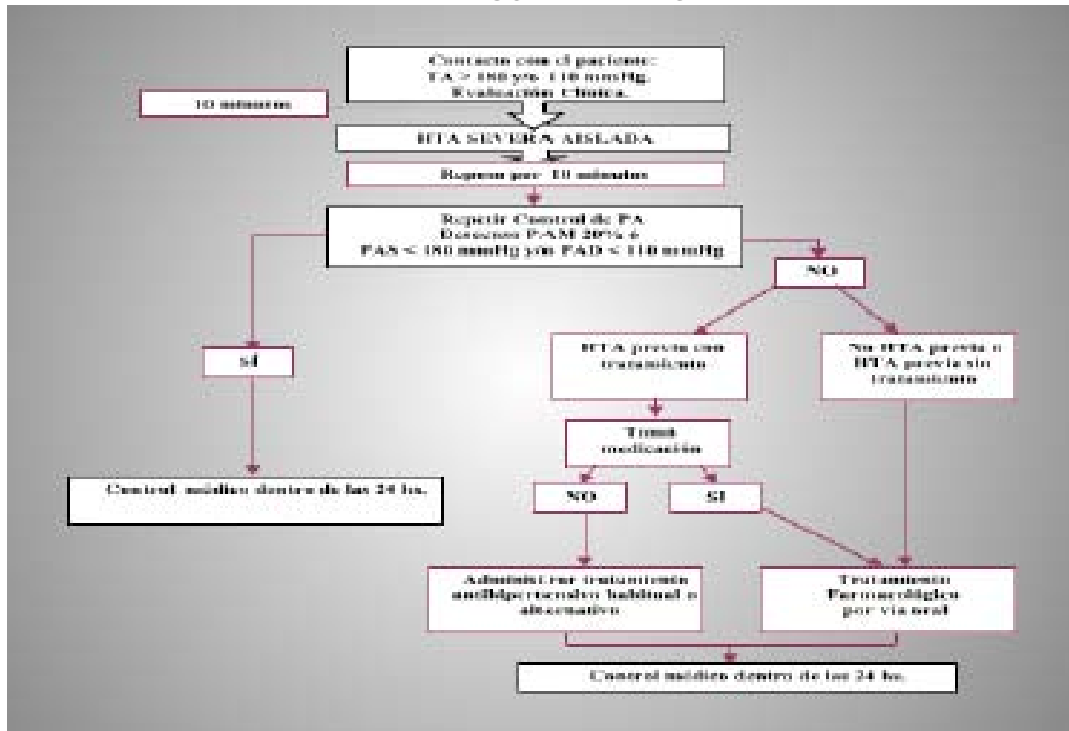 Contacto con el paciente:
TA > 180 y/o 110 mmHg.
Evaluación Clínica.
10 minutos
HTA SEVERA AISLADA
Reposo por 10 minutos
Repetir Control de PA
Descenso PAM 20% ó
PAS < 180 mmHg y/o PAD < 110 mmHg
NO
HTA previa con
tratamiento
No HTA previa o
HTA previa sin
tratamiento
SI
Tomó
medicación
Control médico dentro de las 24 hs.
NO
SI
Administrar tratamiento
antihipertensivo habitual o
alternativo
Tratamiento
Farmacológico
por vía oral
Control médico dentro de las 24 hs.